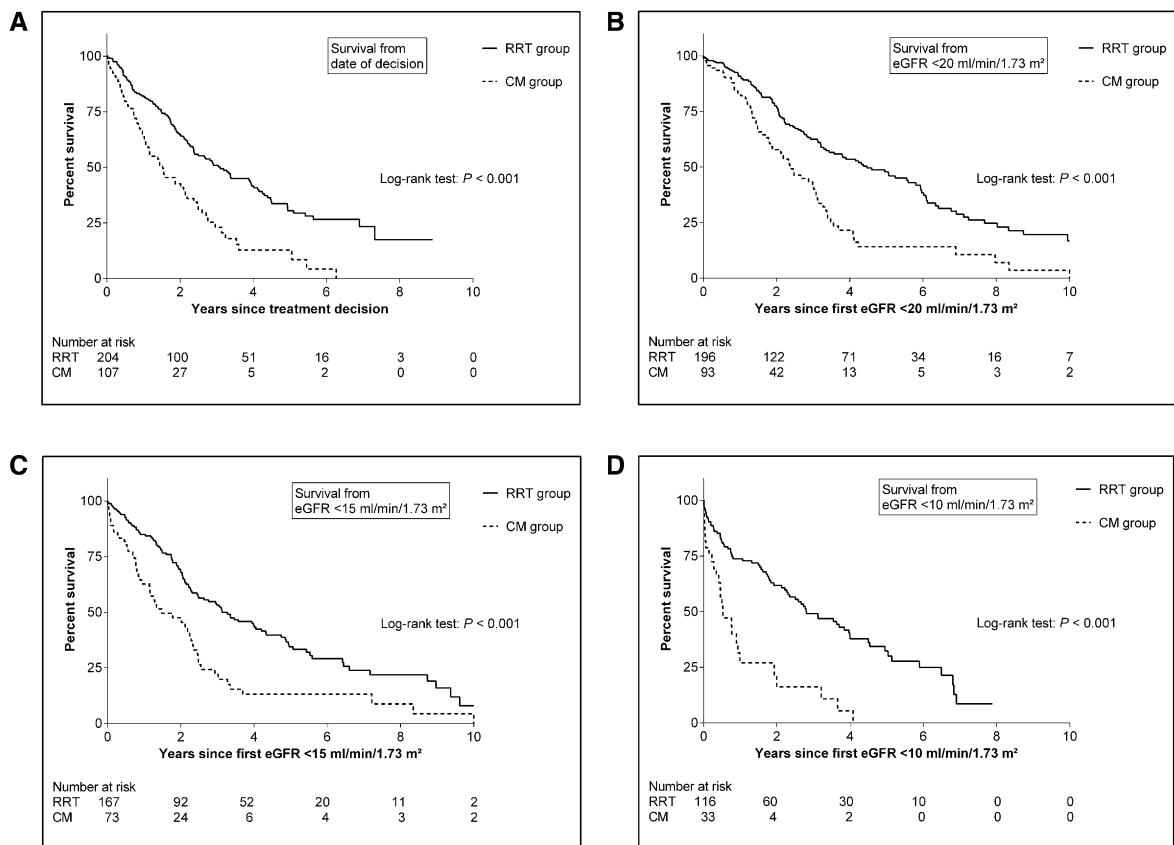 A
Survival from
date of decision
RRT group
CM group
100
75
50
25
0
Percent survival
Log-rank test: P < 0.001
2 4 6 8 10
Years since treatment decision
Number at risk
RRT 204 100 51 16 3 0
CM 107 27 5 2 0 0
B
Survival from
eGFR <20 ml/min/1.73 m²
RRT group
CM group
100
75
50
25
0
Percent survival
Log-rank test: P < 0.001
0 2 4 6 8 10
Years since first eGFR <20 ml/min/1.73 m²
Number at risk
RRT 196 122 71 34 16 7
CM 93 42 13 5 3 2
C
Survival from
eGFR <15 ml/min/1.73 m²
RRT group
CM group
100
75
50
25
0
Percent survival
Log-rank test: P < 0.001
0 2 4 6 8 10
Years since first eGFR <15 ml/min/1.73 m²
Number at risk
RRT 167 92 52 20 11 2
CM 73 24 6 4 3 2
D
Survival from
eGFR <10 ml/min/1.73 m²
RRT group
CM group
100
75
50
25
0
Percent survival
Log-rank test: P < 0.001
0 2 4 6 8 10
Years since first eGFR <10 ml/min/1.73 m²
Number at risk
RRT 116 60 30 10 0 0
CM 33 4 2 0 0 0